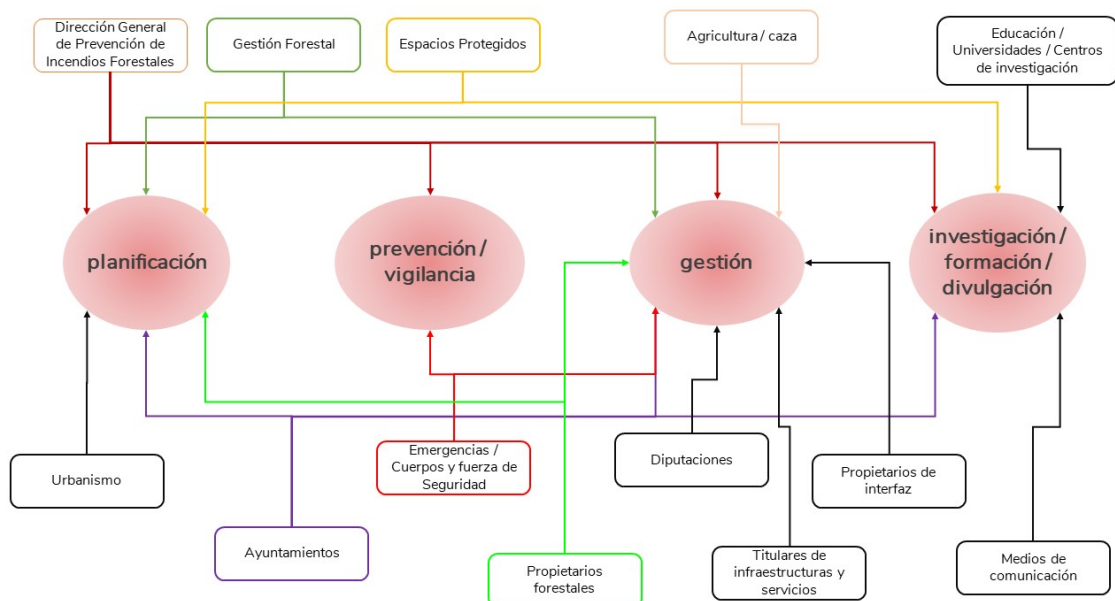 Dirección General
de Prevención de
Incendios Forestales
Gestión Forestal
Espacios Protegidos
Agricultura / caza
Educación /
Universidades / Centros
de investigación
planificación
prevención /
vigilancia
gestión
investigación /
formación /
divulgación
Urbanismo
Emergencias /
Cuerpos y fuerza de
Seguridad
Diputaciones
Propietarios de
interfaz
Ayuntamientos
Propietarios
forestales
Titulares de
infraestructuras y
servicios
Medios de
comunicación